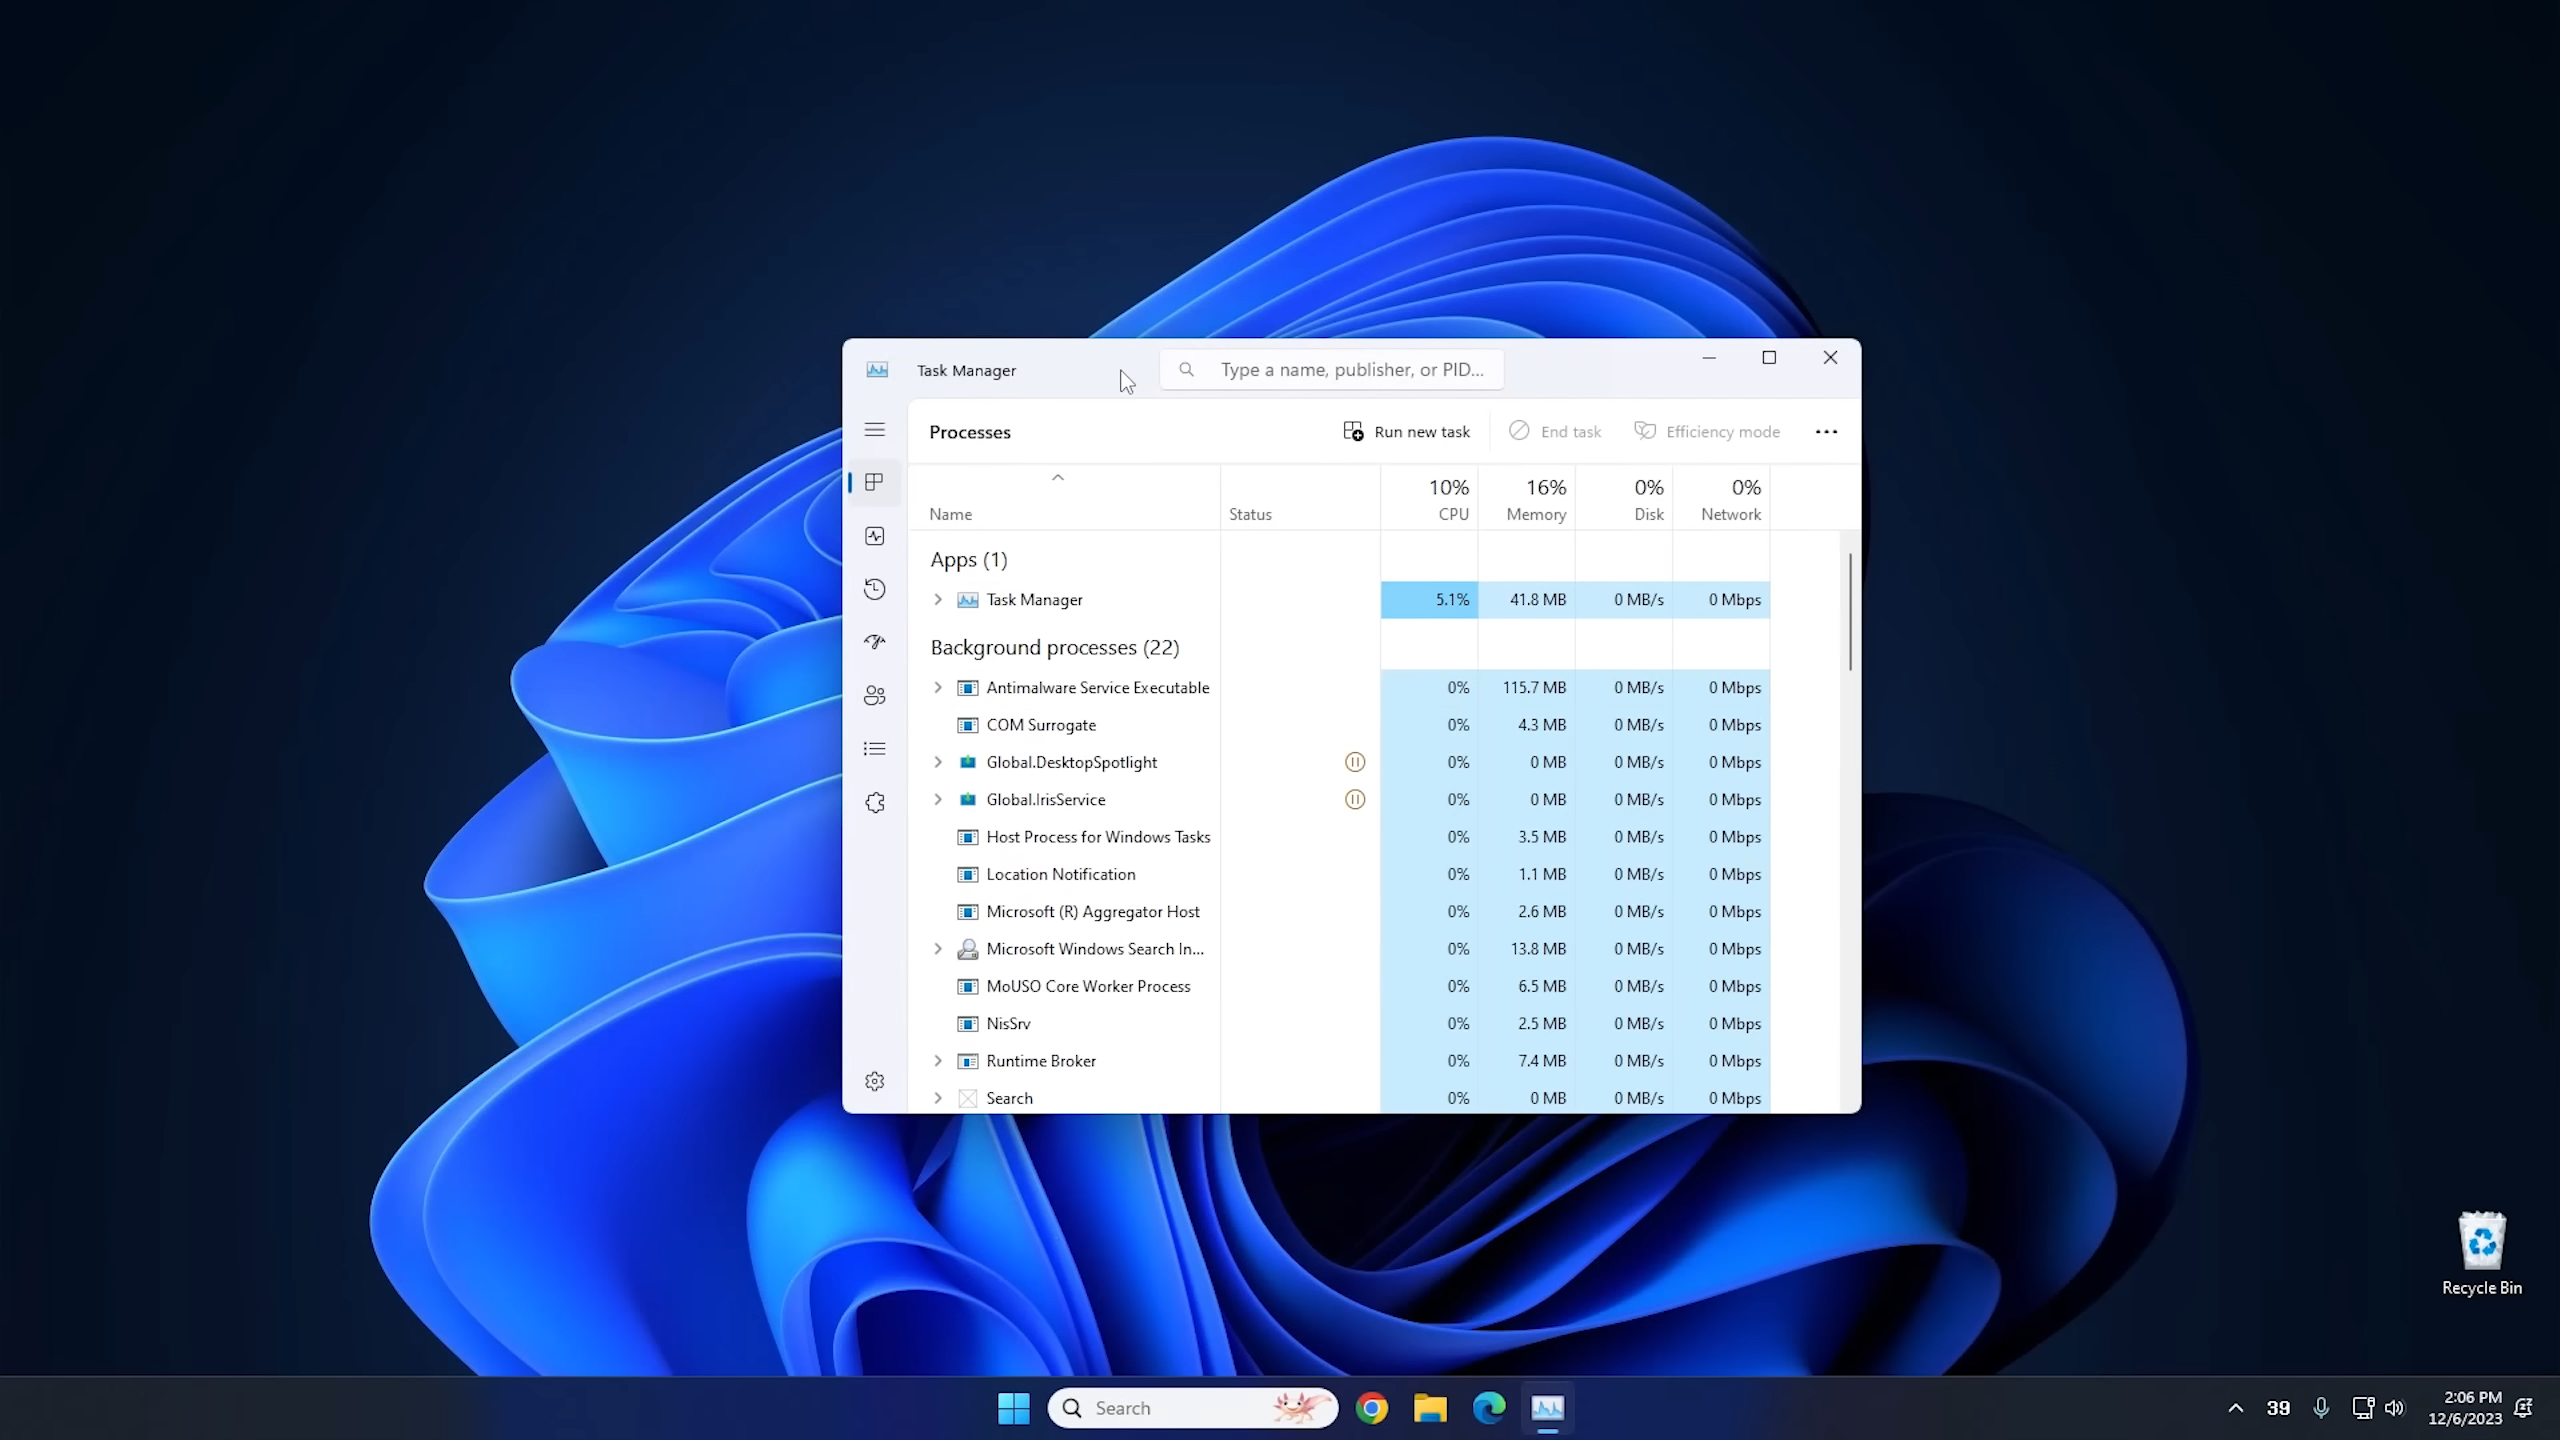 Task Manager
Type a name, publisher, or PID...
Processes
Run new task
End task
Efficiency mode
10% 16% 0% 0%
Name Status CPU Memory Disk Network
Apps (1)
Task Manager 5.1% 41.8 MB 0 MB/s 0 Mbps
Background processes (22)
Antimalware Service Executable 0% 115.7 MB 0 MB/s 0 Mbps
COM Surrogate 0% 4.3 MB 0 MB/s 0 Mbps
Global.DesktopSpotlight 0% 0 MB 0 MB/s 0 Mbps
Global.IrisService 0% 0 MB 0 MB/s 0 Mbps
Host Process for Windows Tasks 0% 3.5 MB 0 MB/s 0 Mbps
Location Notification 0% 1.1 MB 0 MB/s 0 Mbps
Microsoft (R) Aggregator Host 0% 2.6 MB 0 MB/s 0 Mbps
Microsoft Windows Search In... 0% 13.8 MB 0 MB/s 0 Mbps
MoUSO Core Worker Process 0% 6.5 MB 0 MB/s 0 Mbps
NisSrv 0% 2.5 MB 0 MB/s 0 Mbps
Runtime Broker 0% 7.4 MB 0 MB/s 0 Mbps
Search 0% 0 MB 0 MB/s 0 Mbps
Recycle Bin
Search
39
2:06 PM
12/6/2023